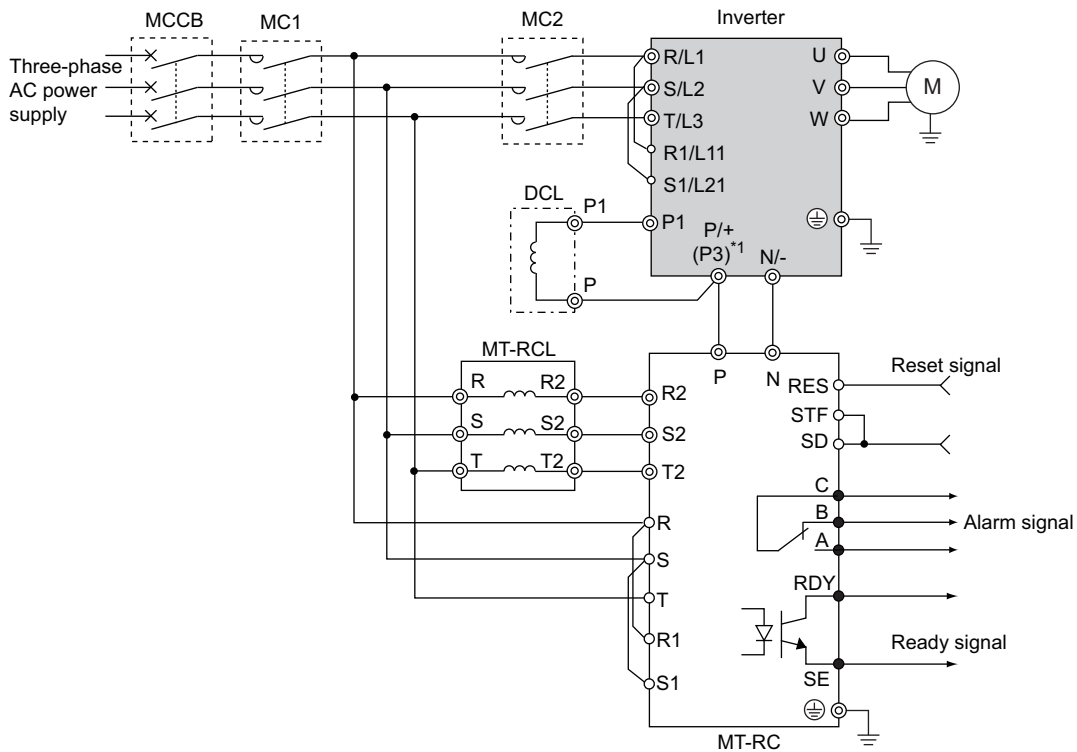 MCCB
MC1
MC2
Inverter
Three-phase
AC power
supply
R/L1
S/L2
T/L3
R1/L11
S1/L21
U
V
W
M
DCL
P1
P
P1
P/+
(P3)*1
N/-
MT-RCL
R
R2
S
S2
T
T2
P
N
R2
S2
T2
R
S
T
R1
S1
RES
STF
SD
C
B
A
RDY
SE
Reset signal
Alarm signal
Ready signal
MT-RC